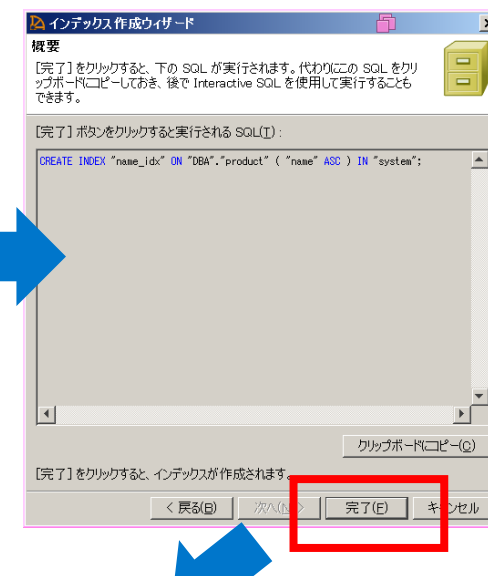 インデックス作成ウィザード
概要
[完了] をクリックすると、下の SQL が実行されます。代わりにこの SQL をクリ
ップボードにコピーしておき、後で Interactive SQL を使用して実行することも
できます。
[完了] ボタンをクリックすると実行される SQL(T) :
CREATE INDEX "name_idx" ON "DBA"."product" ( "name" ASC ) IN "system";
クリップボードにコピー(C)
[完了] をクリックすると、インデックスが作成されます。
< 戻る(B) 次へ(N) > 完了(F) キャンセル